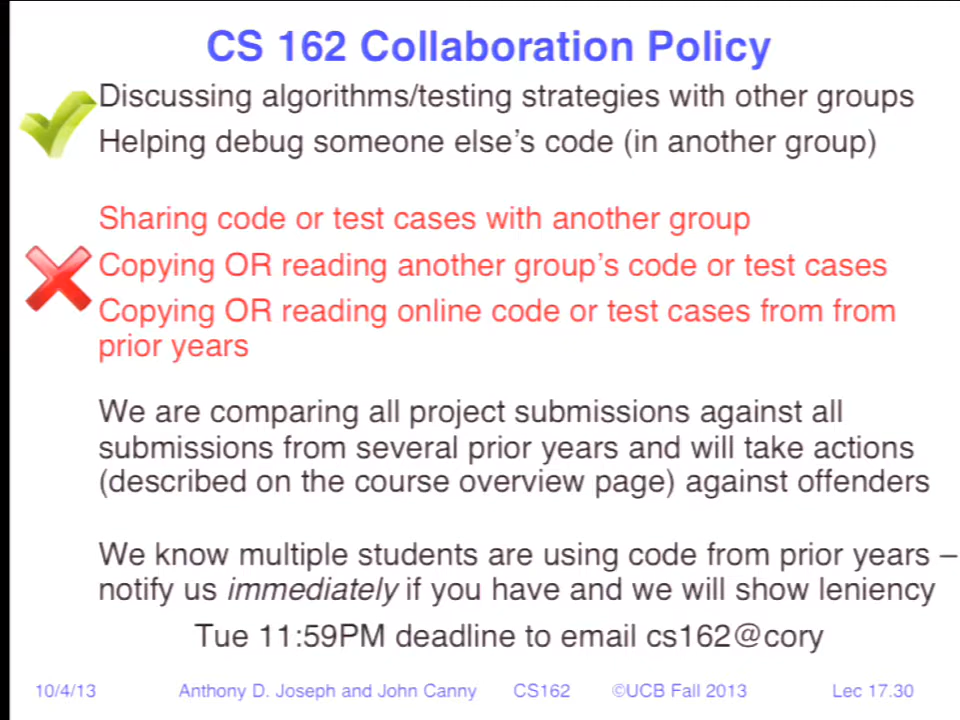 CS 162 Collaboration Policy
Discussing algorithms/testing strategies with other groups
Helping debug someone else's code (in another group)
Sharing code or test cases with another group
Copying OR reading another group's code or test cases
Copying OR reading online code or test cases from from
prior years
We are comparing all project submissions against all
submissions from several prior years and will take actions
(described on the course overview page) against offenders
We know multiple students are using code from prior years –
notify us immediately if you have and we will show leniency
Tue 11:59PM deadline to email cs162@cory
10/4/13 Anthony D. Joseph and John Canny CS162 ©UCB Fall 2013 Lec 17.30